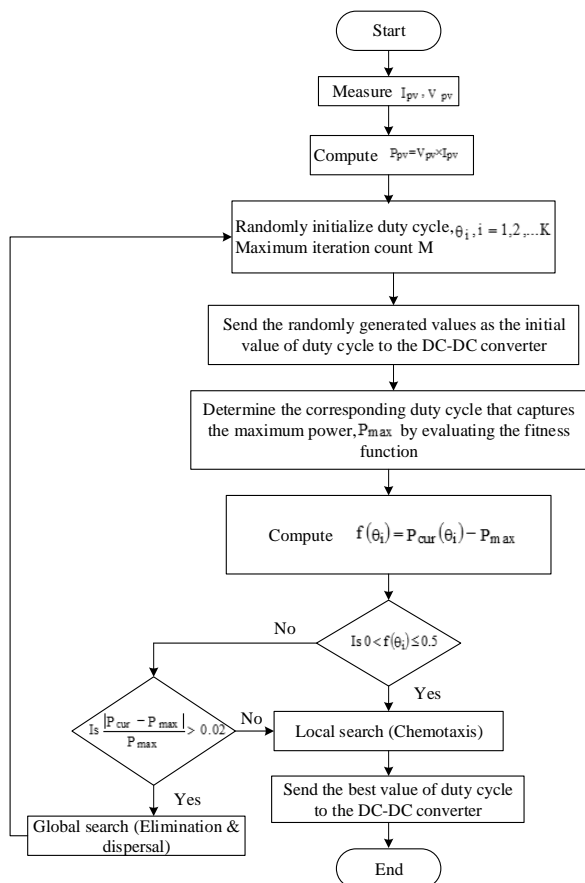 Start
Measure I_pv , V_pv
Compute P_pv=V_pv×I_pv
Randomly initialize duty cycle, θ_i , i = 1,2 ,...K
Maximum iteration count M
Send the randomly generated values as the initial
value of duty cycle to the DC-DC converter
Determine the corresponding duty cycle that captures
the maximum power, P_max by evaluating the fitness
function
Compute f(θ_i) = P_cur(θ_i) − P_max
Is 0 < f(θ_i) ≤ 0.5
No
Yes
Is |P_cur − P_max| / P_max > 0.02
No
Local search (Chemotaxis)
Yes
Send the best value of duty cycle
to the DC-DC converter
Global search (Elimination &
dispersal)
End